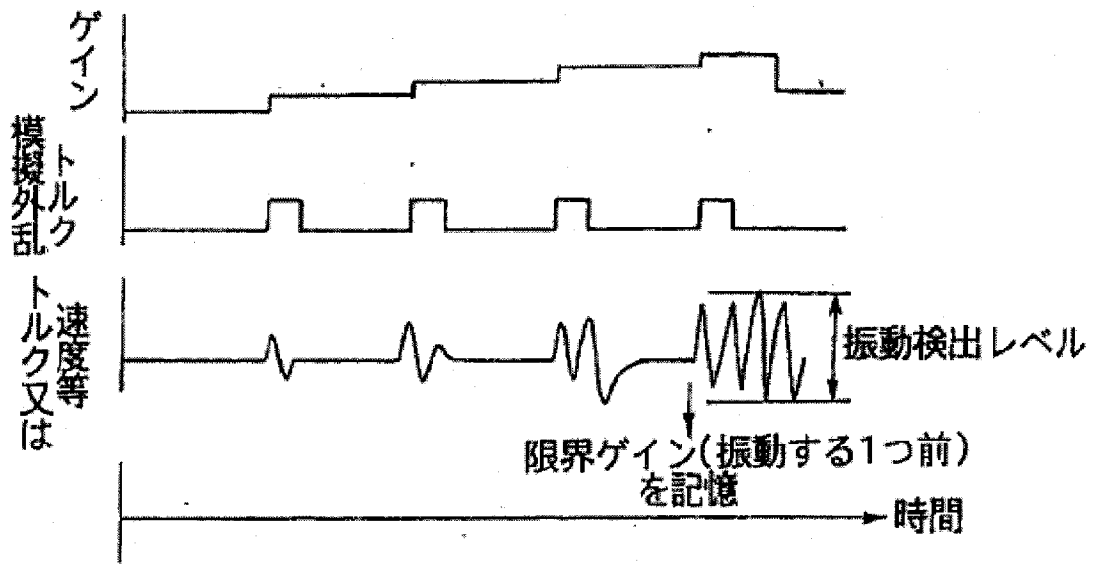 ゲイン
模擬外乱
トルク
トルク又は
速度等
振動検出レベル
限界ゲイン(振動する1つ前)
を記憶
時間